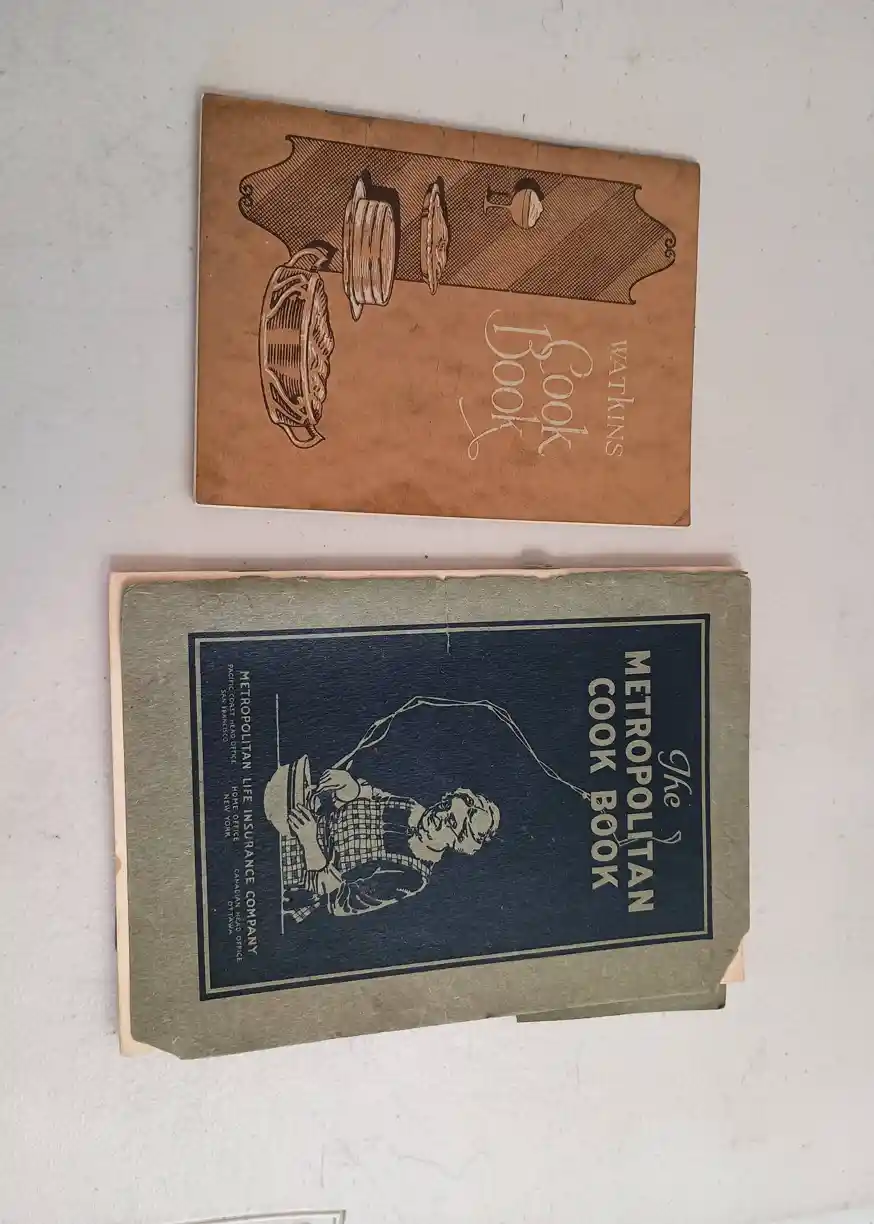 WATKINS
Cook
Book
The
METROPOLITAN
COOK BOOK
METROPOLITAN LIFE INSURANCE COMPANY
PACIFIC COAST HEAD OFFICE HOME OFFICE CANADIAN HEAD OFFICE
SAN FRANCISCO NEW YORK OTTAWA